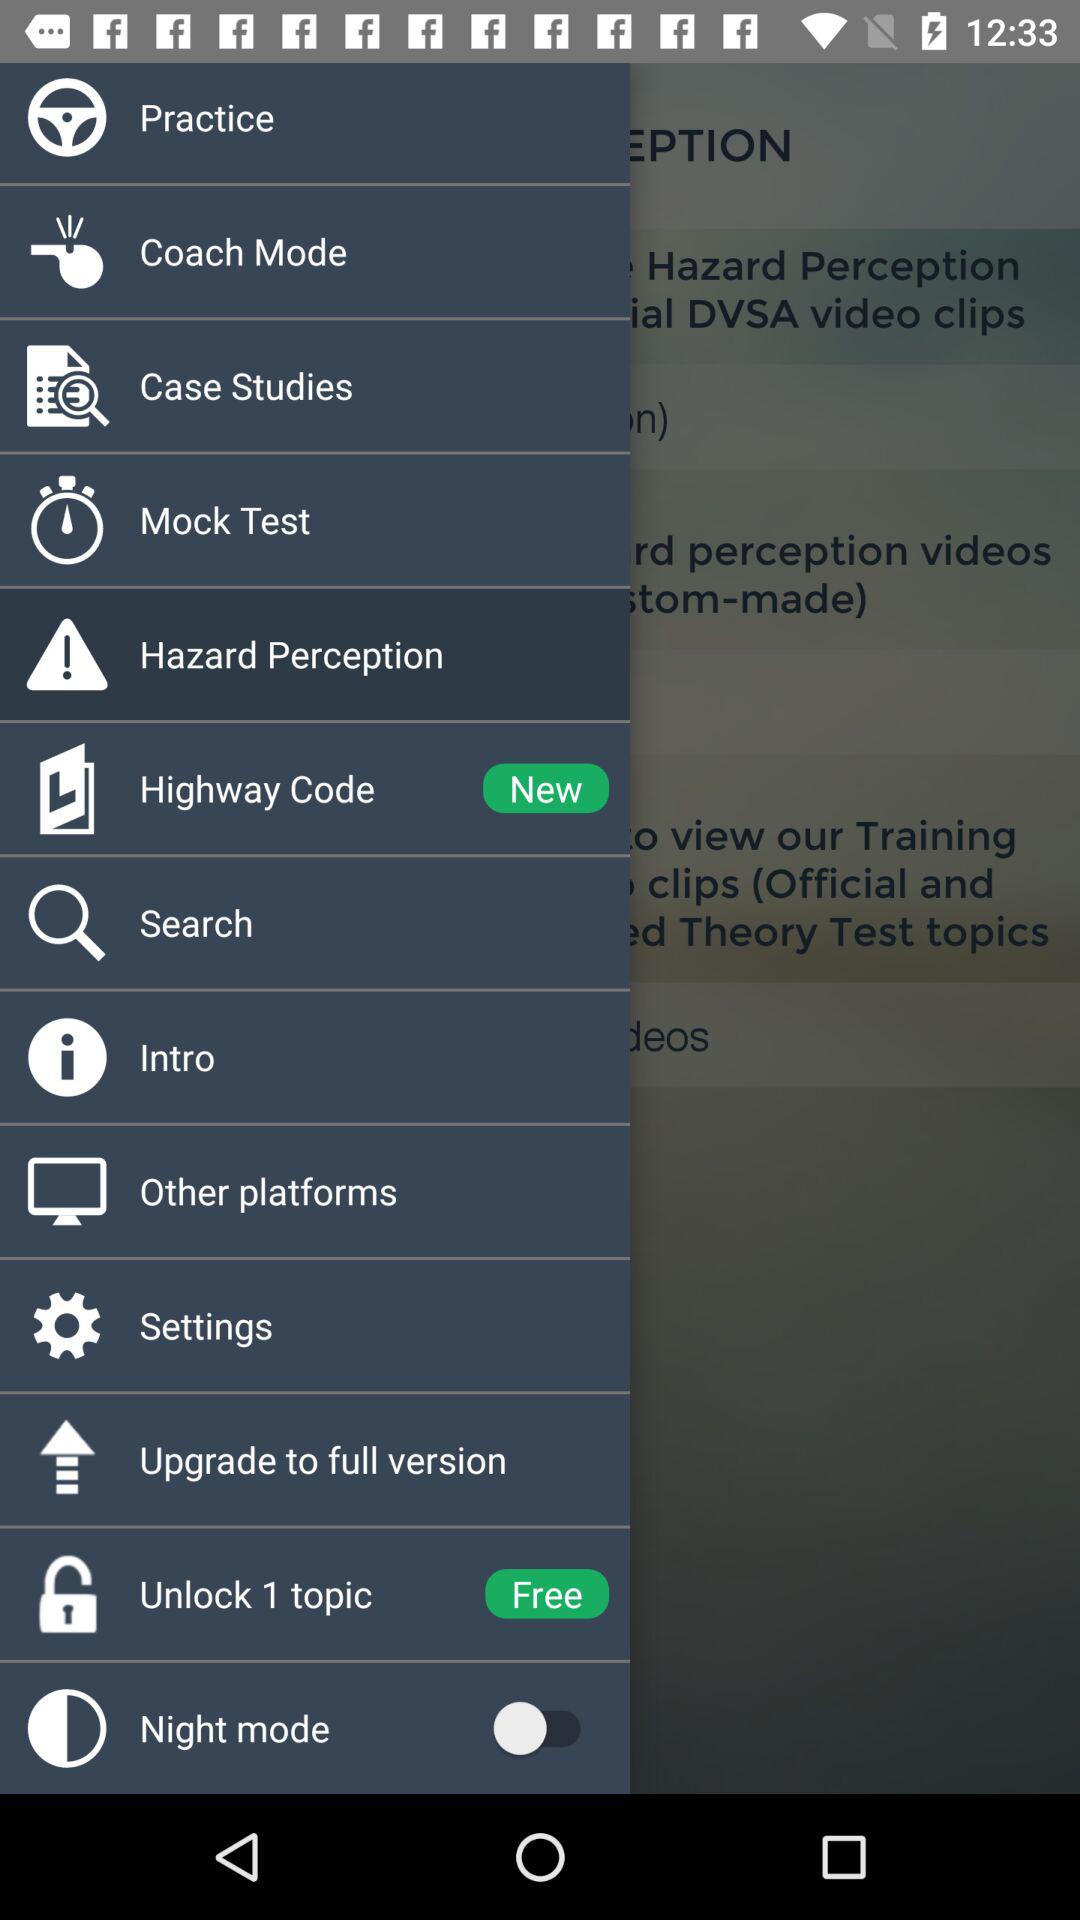 12:33
Practice
Coach Mode
Case Studies
Mock Test
Hazard Perception
Highway Code New
Search
Intro
Other platforms
Settings
Upgrade to full version
Unlock 1 topic Free
Night mode
EPTION
Hazard Perception
ial DVSA video clips
on)
rd perception videos
stom-made)
to view our Training
clips (Official and
ed Theory Test topics
deos